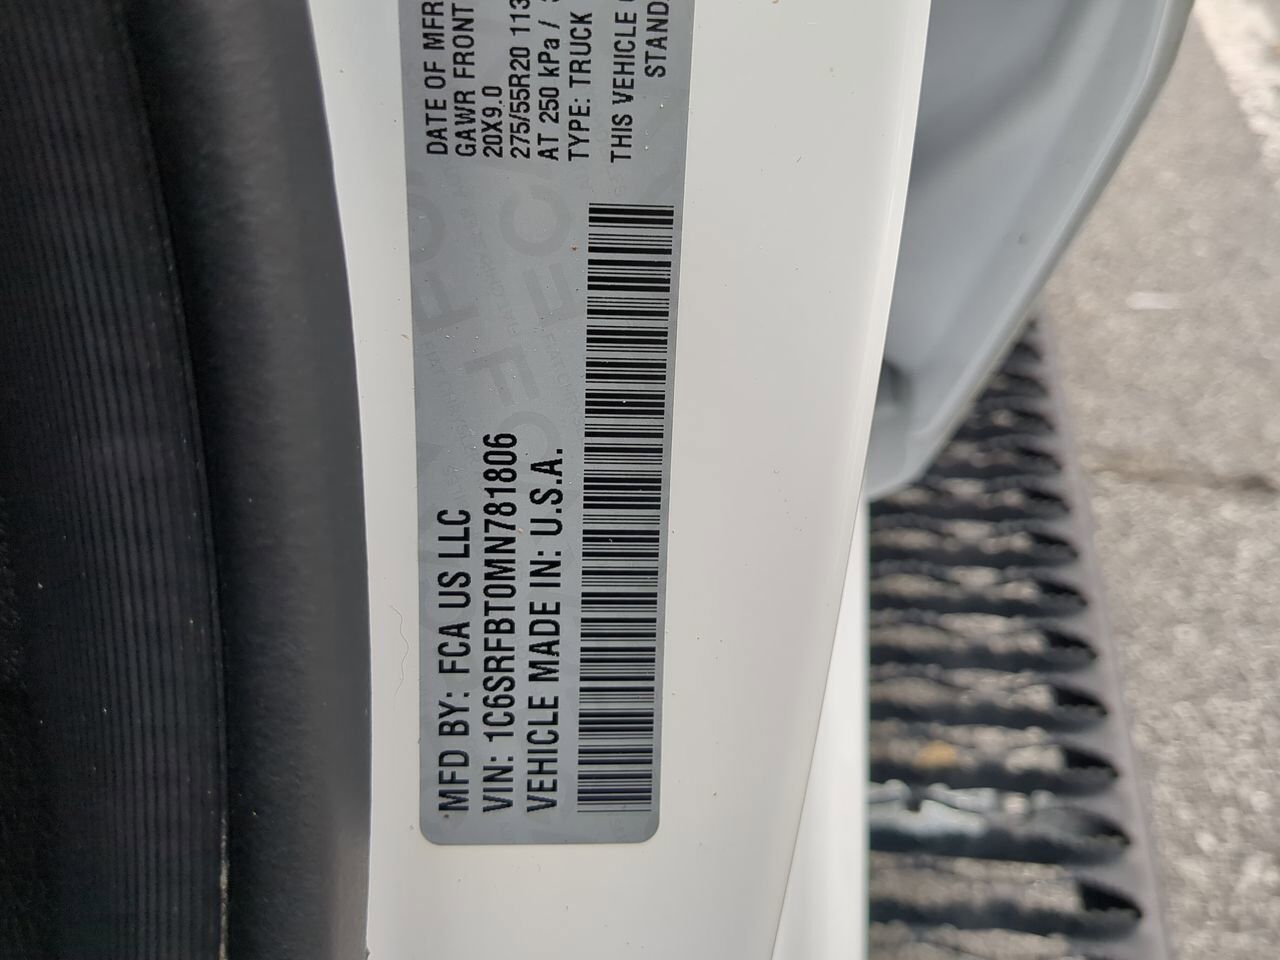 MFD BY: FCA US LLC
VIN: 1C6SRFBT0MN781806
VEHICLE MADE IN: U.S.A.
DATE OF MFR
GAWR FRONT
20X9.0
275/55R20 113
AT 250 kPa /
TYPE: TRUCK
THIS VEHICLE
STAND